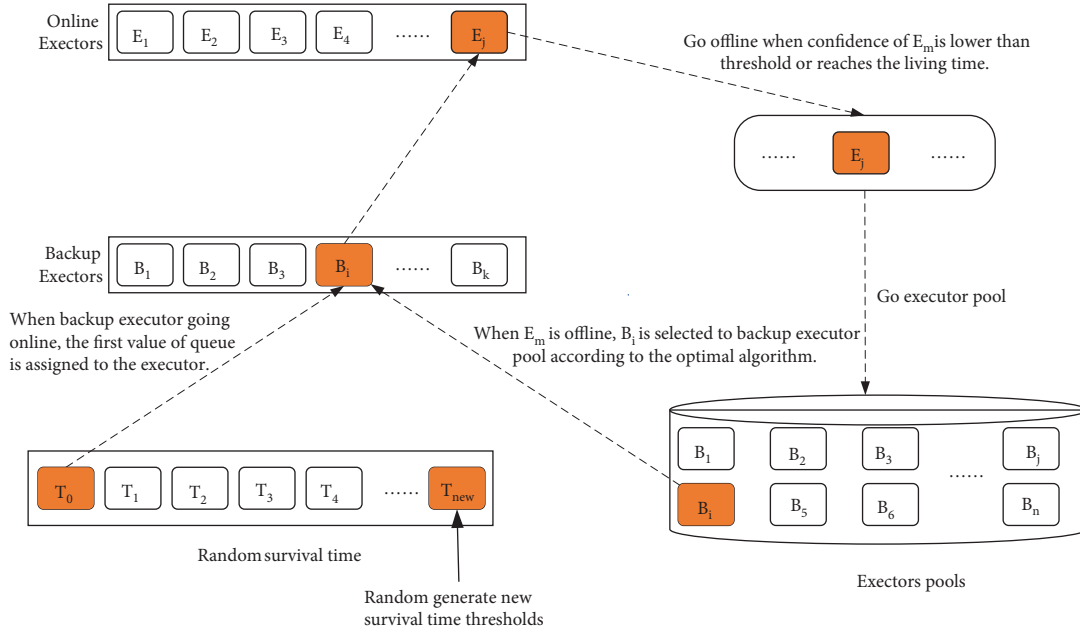 Online
Exectors
E1 E2 E3 E4 ...... Ej
Go offline when confidence of Em is lower than
threshold or reaches the living time.
...... Ej ......
Backup
Exectors
B1 B2 B3 Bi ...... Bk
Go executor pool
When backup executor going
online, the first value of queue
is assigned to the executor.
When Em is offline, Bi is selected to backup executor
pool according to the optimal algorithm.
B1 B2 B3 ...... Bj
Bi B5 B6 Bn
T0 T1 T2 T3 T4 ...... Tnew
Random survival time
Exectors pools
Random generate new
survival time thresholds